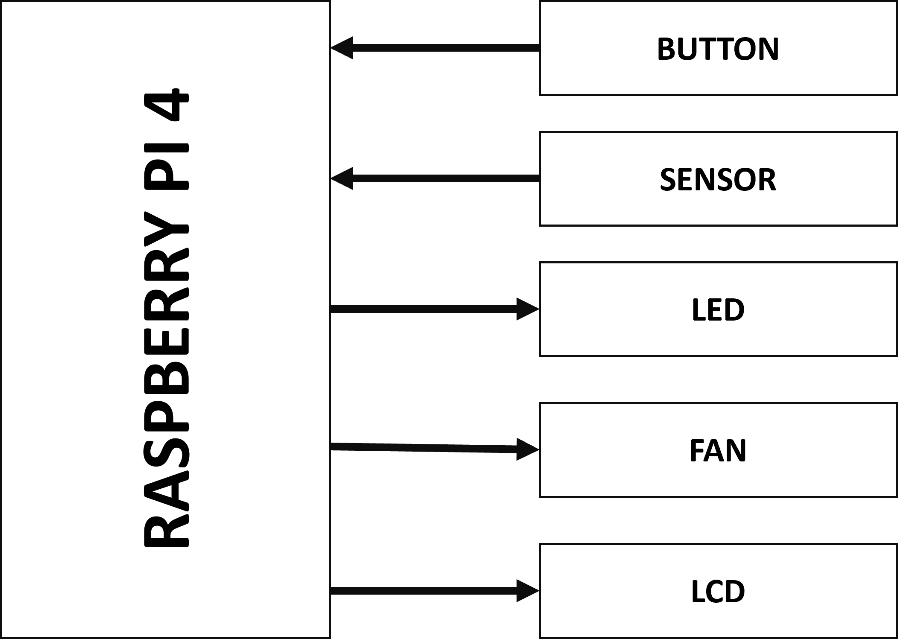 RASPBERRY PI 4
BUTTON
SENSOR
LED
FAN
LCD